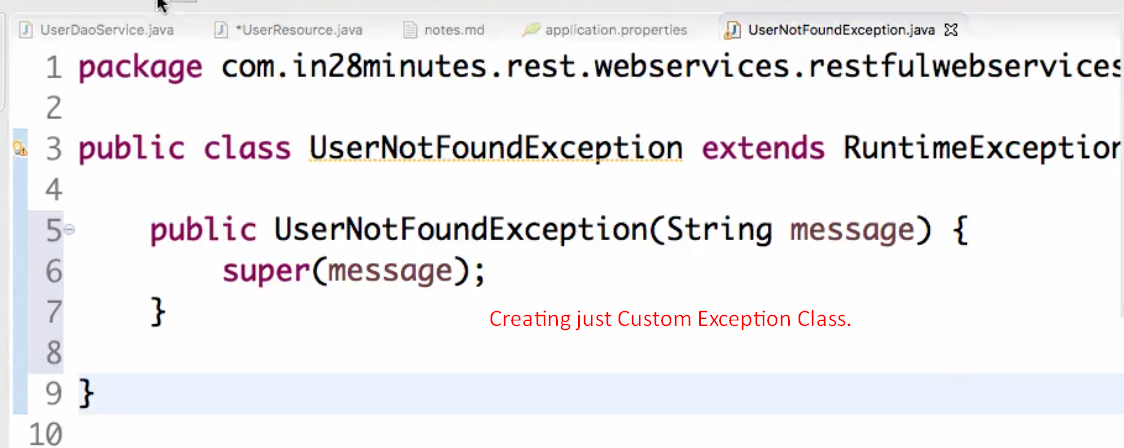 UserDaoService.java *UserResource.java notes.md application.properties UserNotFoundException.java
1 package com.in28minutes.rest.webservices.restfulwebservices
2
3 public class UserNotFoundException extends RuntimeException
4
5 public UserNotFoundException(String message) {
6 super(message);
7 }
Creating just Custom Exception Class.
8
9 }
10